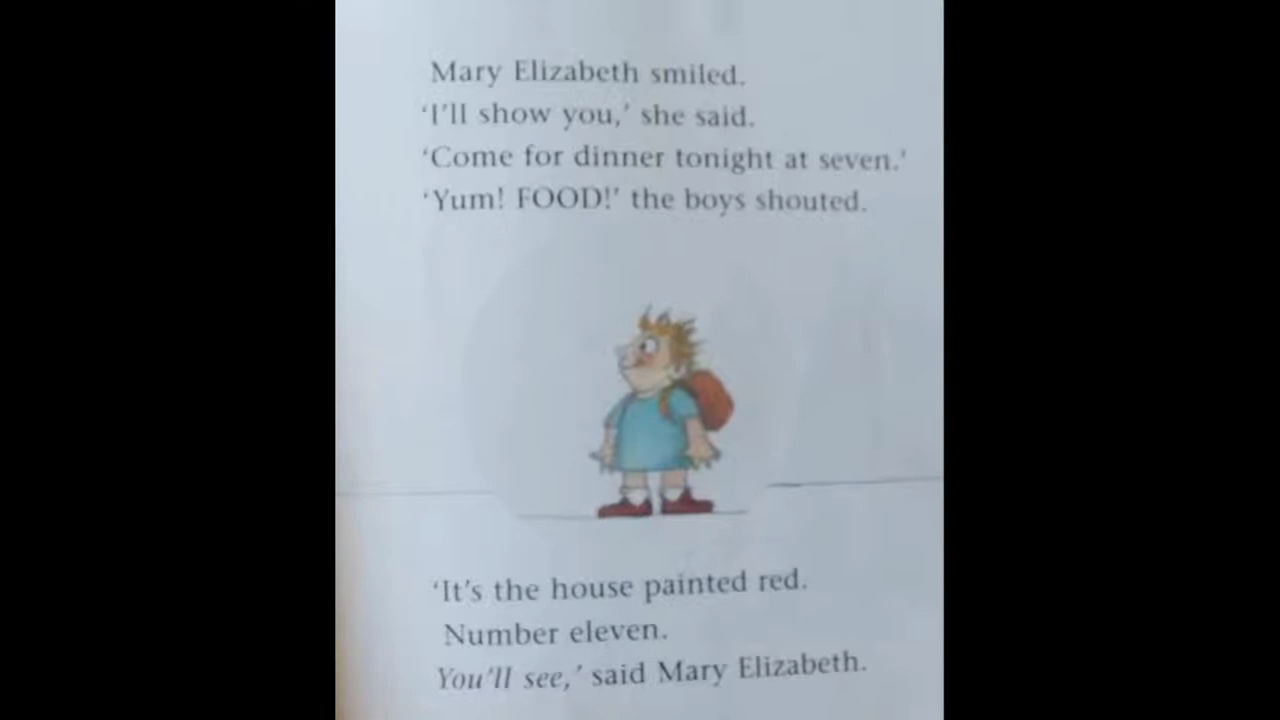 Mary Elizabeth smiled.
‘I’ll show you,’ she said.
‘Come for dinner tonight at seven.’
‘Yum! FOOD!’ the boys shouted.
‘It’s the house painted red.
Number eleven.
You’ll see,’ said Mary Elizabeth.